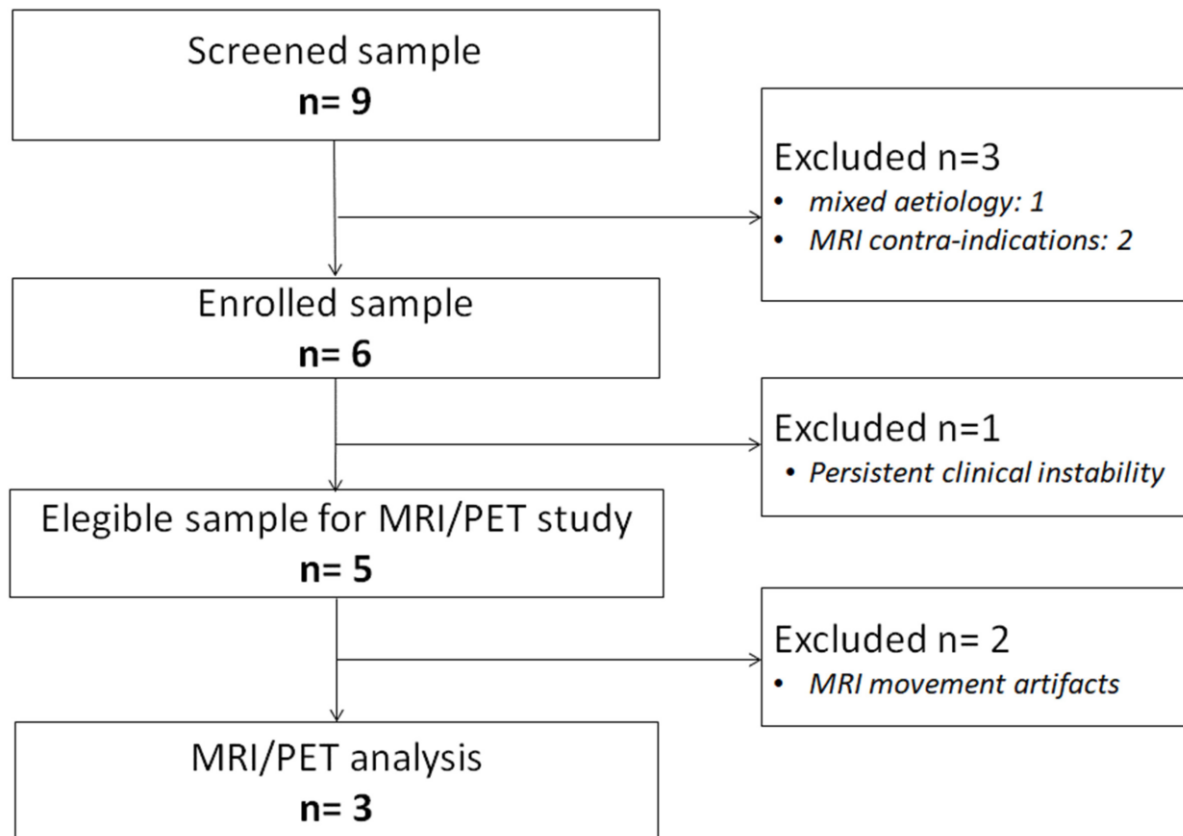 Screened sample
n= 9
Excluded n=3
• mixed aetiology: 1
• MRI contra-indications: 2
Enrolled sample
n= 6
Excluded n=1
• Persistent clinical instability
Elegible sample for MRI/PET study
n= 5
Excluded n= 2
• MRI movement artifacts
MRI/PET analysis
n= 3